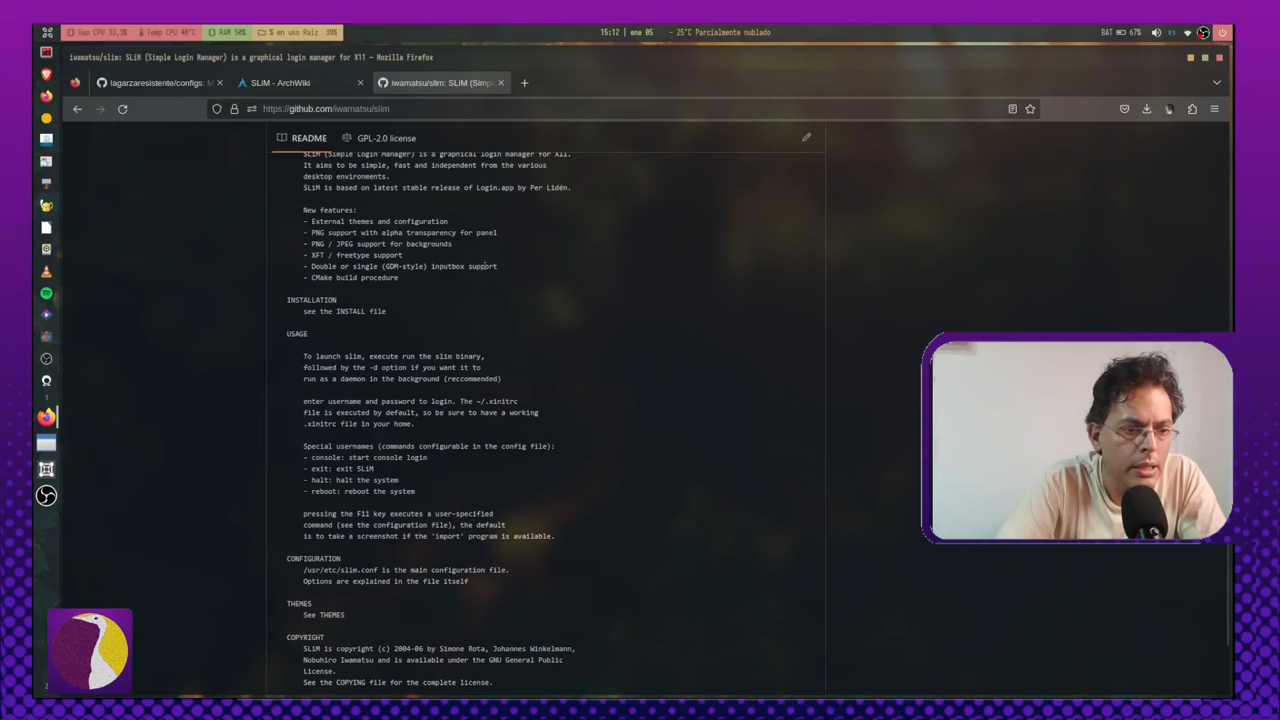 Uso CPU 33,3% Temp CPU 40°C RAM 50% % en uso Raíz 39% 15:12 | ene 05 - 25°C Parcialmente nublado BAT 67% ES
iwamatsu/slim: SLiM (Simple Login Manager) is a graphical login manager for X11 — Mozilla Firefox
lagarzaresistente/configs: M SLiM - ArchWiki iwamatsu/slim: SLiM (Simp
https://github.com/iwamatsu/slim
README GPL-2.0 license
SLiM (Simple Login Manager) is a graphical login manager for X11.
It aims to be simple, fast and independent from the various
desktop environments.
SLiM is based on latest stable release of Login.app by Per Lidén.
New features:
- External themes and configuration
- PNG support with alpha transparency for panel
- PNG / JPEG support for backgrounds
- XFT / freetype support
- Double or single (GDM-style) inputbox support
- CMake build procedure
INSTALLATION
see the INSTALL file
USAGE
To launch slim, execute run the slim binary,
followed by the -d option if you want it to
run as a daemon in the background (reccommended)
enter username and password to login. The ~/.xinitrc
file is executed by default, so be sure to have a working
.xinitrc file in your home.
Special usernames (commands configurable in the config file):
- console: start console login
- exit: exit SLiM
- halt: halt the system
- reboot: reboot the system
pressing the F11 key executes a user-specified
command (see the configuration file), the default
is to take a screenshot if the 'import' program is available.
CONFIGURATION
/usr/etc/slim.conf is the main configuration file.
Options are explained in the file itself
THEMES
See THEMES
COPYRIGHT
SLiM is copyright (c) 2004-06 by Simone Rota, Johannes Winkelmann,
Nobuhiro Iwamatsu and is available under the GNU General Public
License.
See the COPYING file for the complete license.
1